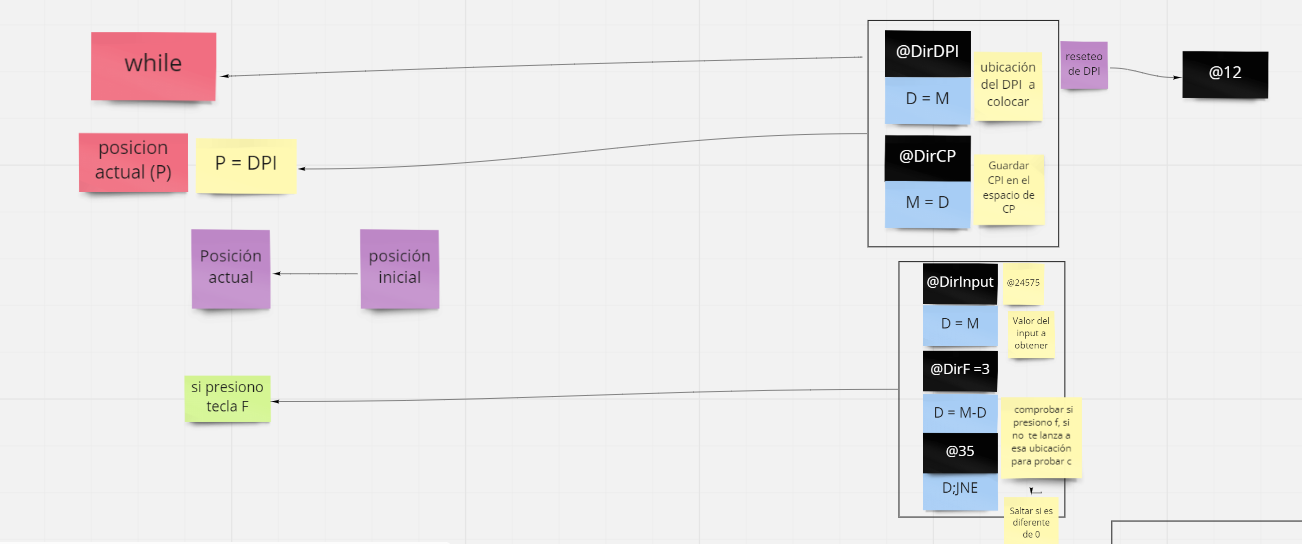 while
posicion
actual (P)
P = DPI
Posición
actual
posición
inicial
si presiono
tecla F
@DirDPI
D = M
ubicación
del DPI a
colocar
@DirCP
M = D
Guardar
CPI en el
espacio de
CP
reseteo
de DPI
@12
@DirInput
@24575
D = M
Valor del
input a
obtener
@DirF =3
D = M-D
@35
D;JNE
comprobar si
presiono f, si
no te lanza a
esa ubicación
para probar c
Saltar si es
diferente
de 0